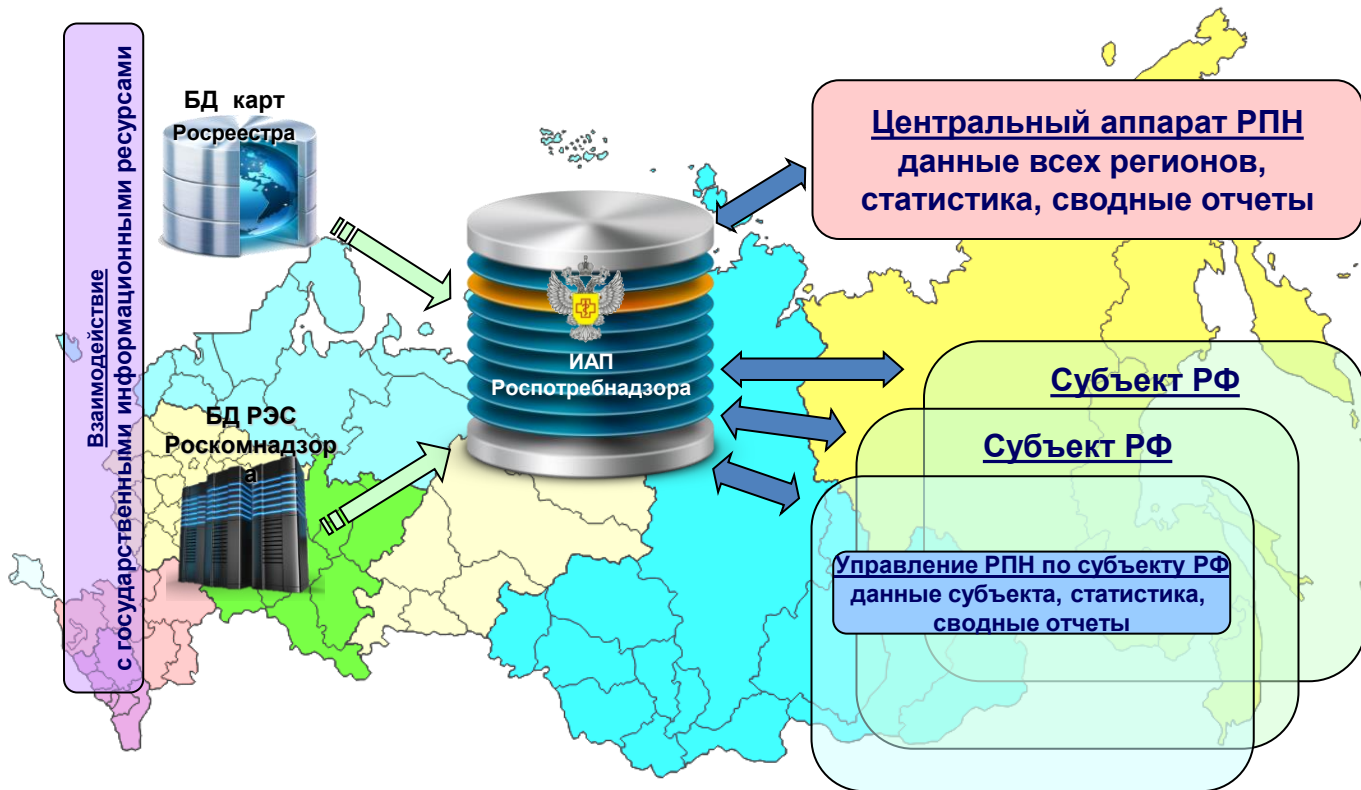 Взаимодействие
с государственными информационными ресурсами
БД карт
Росреестра
БД РЭС
Роскомнадзор
а
ИАП
Роспотребнадзора
Центральный аппарат РПН
данные всех регионов,
статистика, сводные отчеты
Субъект РФ
Субъект РФ
Управление РПН по субъекту РФ
данные субъекта, статистика,
сводные отчеты